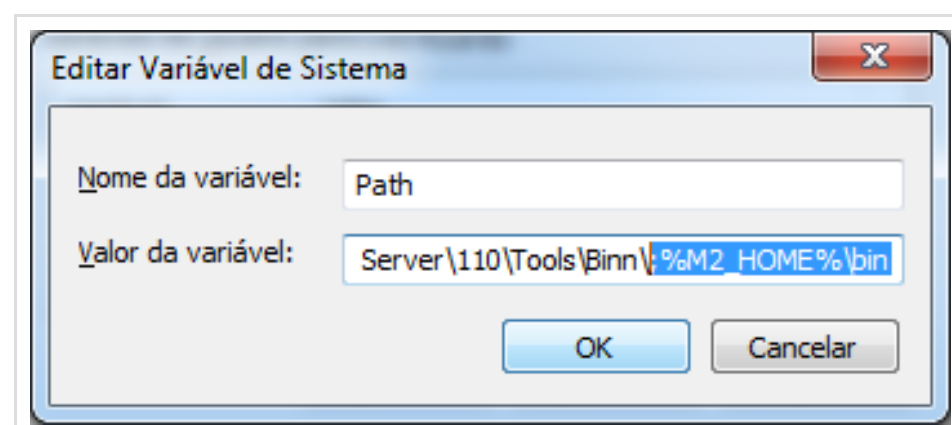 Editar Variável de Sistema
Nome da variável: Path
Valor da variável: Server\110\Tools\Binn\;%M2_HOME%\bin
OK Cancelar